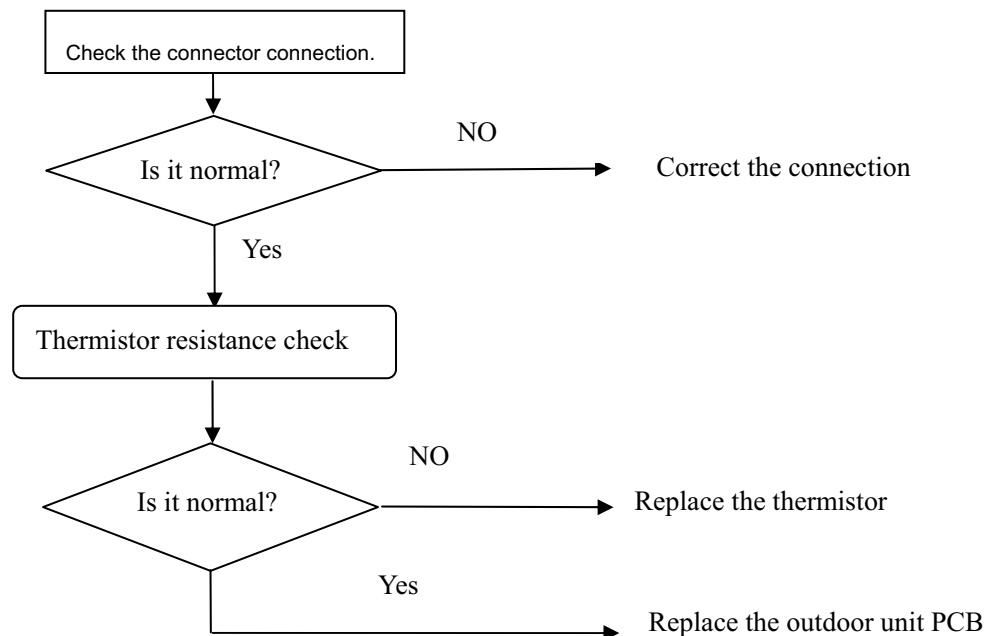 Check the connector connection.
NO
Is it normal?
Correct the connection
Yes
Thermistor resistance check
NO
Is it normal?
Replace the thermistor
Yes
Replace the outdoor unit PCB